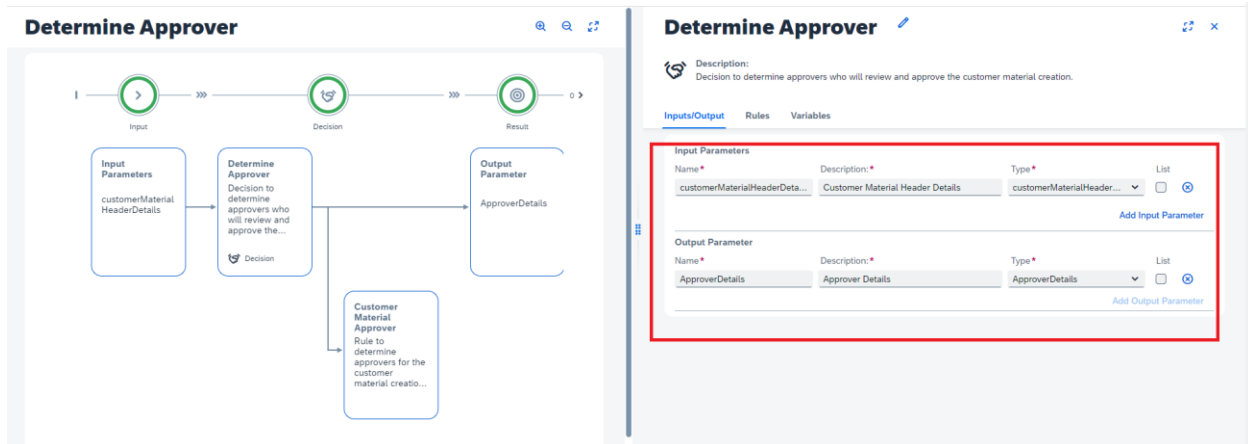 Determine Approver
Input
Decision
Result
0
Input
Parameters
customerMaterial
HeaderDetails
Determine
Approver
Decision to
determine
approvers who
will review and
approve the...
Decision
Output
Parameter
ApproverDetails
Customer
Material
Approver
Rule to
determine
approvers for the
customer
material creatio...
Determine Approver
Description:
Decision to determine approvers who will review and approve the customer material creation.
Inputs/Output Rules Variables
Input Parameters
Name* Description:* Type* List
customerMaterialHeaderDeta... Customer Material Header Details customerMaterialHeader...
Add Input Parameter
Output Parameter
Name* Description:* Type* List
ApproverDetails Approver Details ApproverDetails
Add Output Parameter